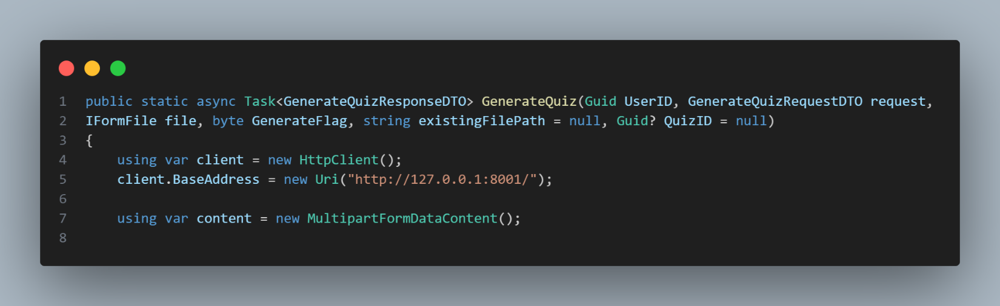 1 public static async Task<GenerateQuizResponseDTO> GenerateQuiz(Guid UserID, GenerateQuizRequestDTO request,
2 IFormFile file, byte GenerateFlag, string existingFilePath = null, Guid? QuizID = null)
3 {
4     using var client = new HttpClient();
5     client.BaseAddress = new Uri("http://127.0.0.1:8001/");
6
7     using var content = new MultipartFormDataContent();
8